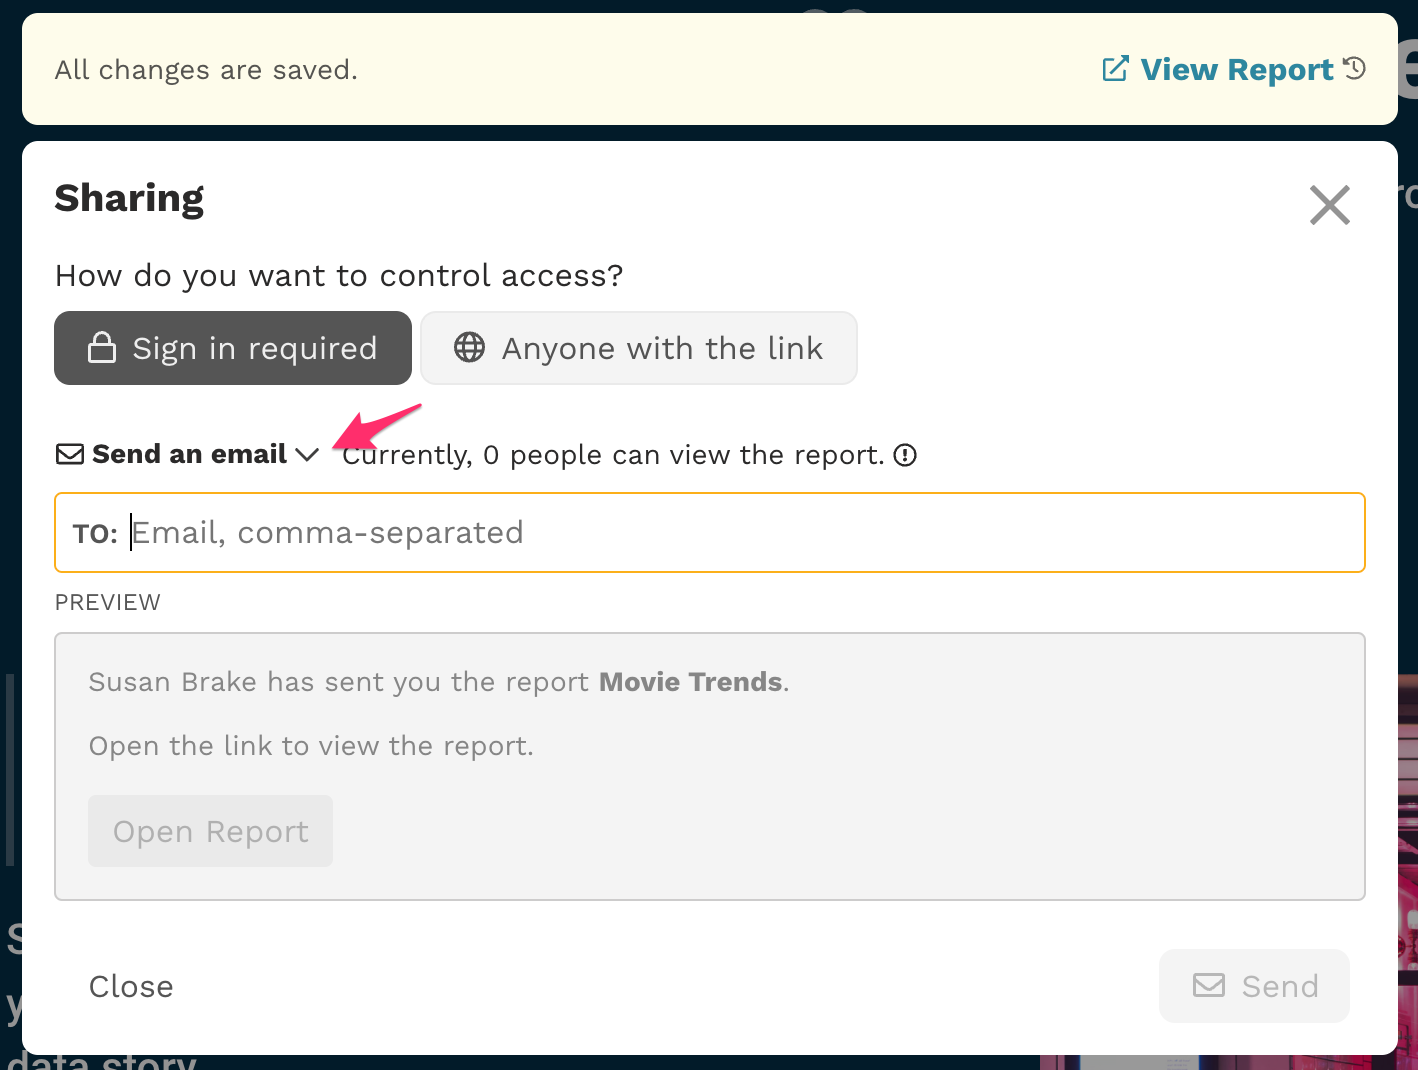 All changes are saved.
View Report
Sharing
How do you want to control access?
Sign in required
Anyone with the link
Send an email
Currently, 0 people can view the report.
TO: Email, comma-separated
PREVIEW
Susan Brake has sent you the report Movie Trends.
Open the link to view the report.
Open Report
Close
Send
data story